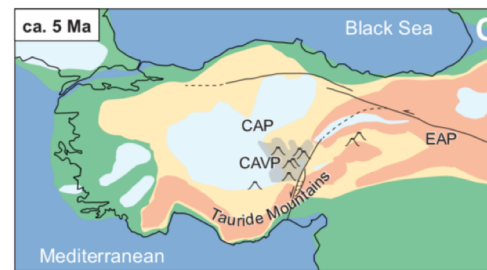 ca. 5 Ma
Black Sea
C
CAP
EAP
CAVP
Tauride Mountains
Mediterranean